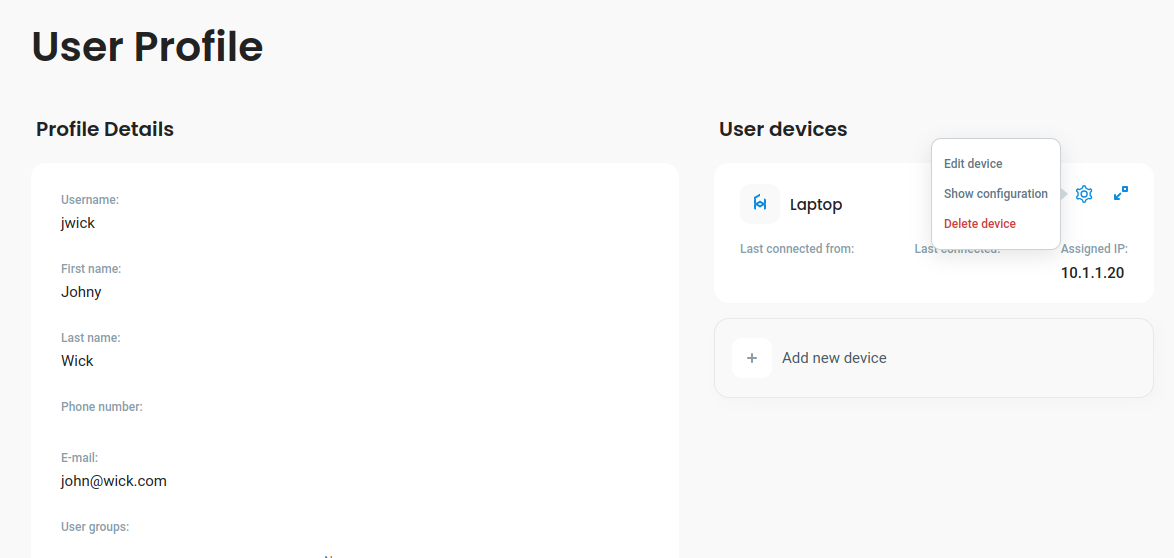 User Profile
Profile Details
Username:
jwick
First name:
Johny
Last name:
Wick
Phone number:
E-mail:
john@wick.com
User groups:
User devices
Edit device
Show configuration
Delete device
Laptop
Last connected from:
Last connected:
Assigned IP:
10.1.1.20
+ Add new device